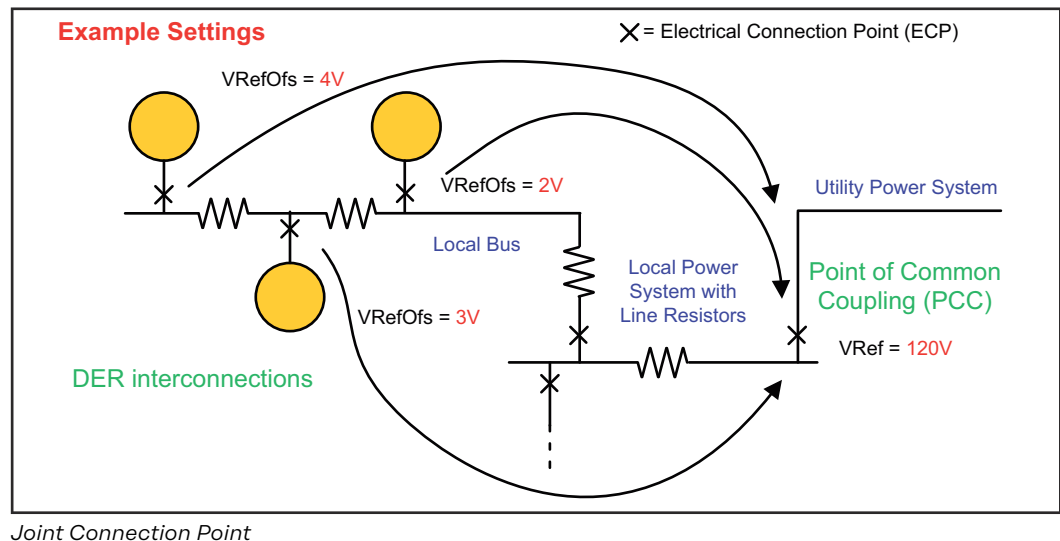 Example Settings
= Electrical Connection Point (ECP)
VRefOfs = 4V
VRefOfs = 2V
Utility Power System
Local Bus
Local Power
System with
Line Resistors
Point of Common
Coupling (PCC)
VRefOfs = 3V
VRef = 120V
DER interconnections
Joint Connection Point